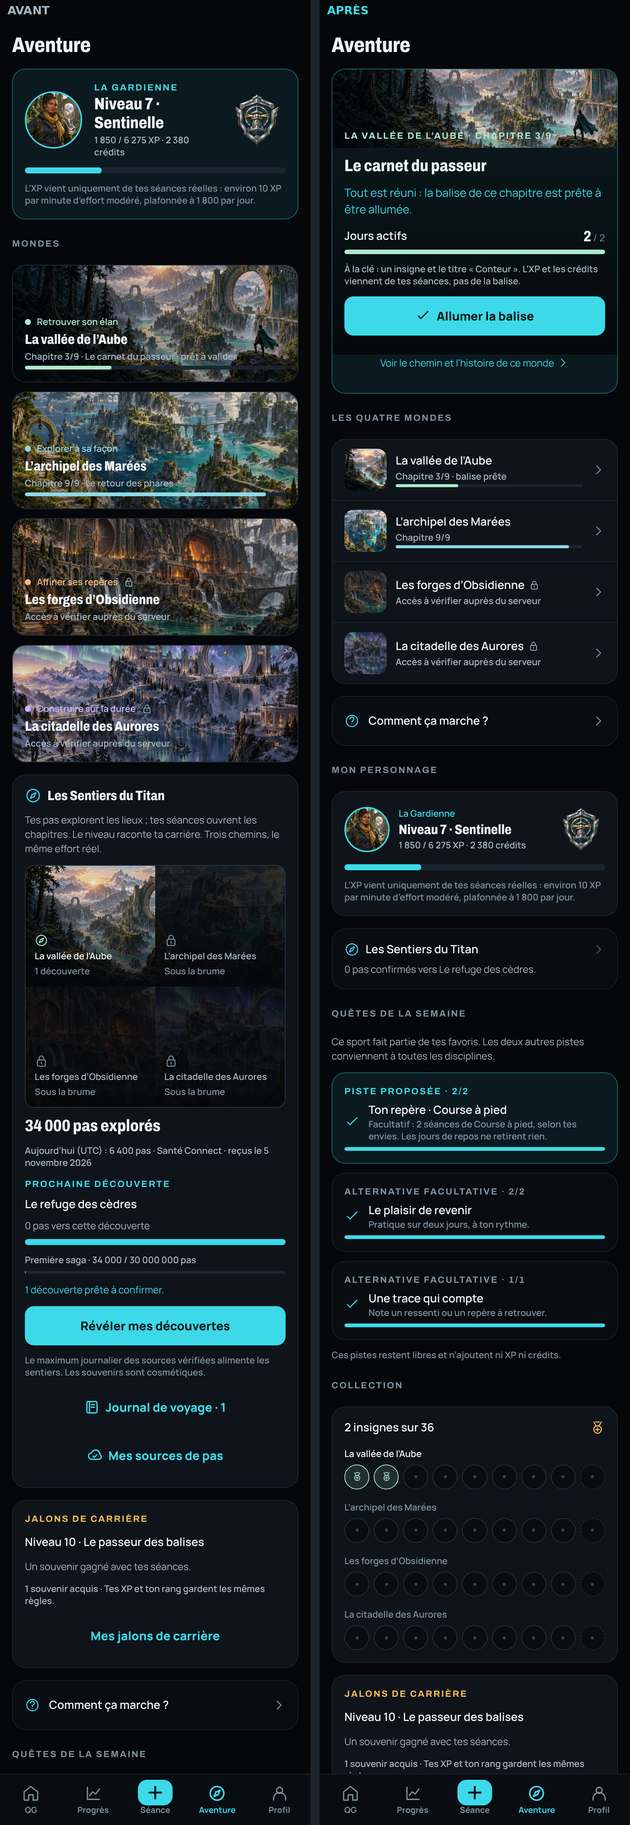 AVANT
Aventure
LA GARDIENNE
Niveau 7 ·
Sentinelle
1 850 / 6 275 XP · 2 380
crédits
L'XP vient uniquement de tes séances réelles : environ 10 XP
par minute d'effort modéré, plafonnée à 1 800 par jour.
MONDES
Retrouver son élan
La vallée de l'Aube
Chapitre 3/9 · Le carnet du passeur · prêt à valider
Explorer à sa façon
L'archipel des Marées
Chapitre 9/9 · Le retour des phares
Affiner ses repères
Les forges d'Obsidienne
Accès à vérifier auprès du serveur
Construire sur la durée
La citadelle des Aurores
Accès à vérifier auprès du serveur
Les Sentiers du Titan
Tes pas explorent les lieux ; tes séances ouvrent les
chapitres. Le niveau raconte ta carrière. Trois chemins, le
même effort réel.
La vallée de l'Aube
1 découverte
L'archipel des Marées
Sous la brume
Les forges d'Obsidienne
Sous la brume
La citadelle des Aurores
Sous la brume
34 000 pas explorés
Aujourd'hui (UTC) : 6 400 pas · Santé Connect · reçus le 5
novembre 2026
PROCHAINE DÉCOUVERTE
Le refuge des cèdres
0 pas vers cette découverte
Première saga · 34 000 / 30 000 000 pas
1 découverte prête à confirmer.
Révéler mes découvertes
Le maximum journalier des sources vérifiées alimente les
sentiers. Les souvenirs sont cosmétiques.
Journal de voyage · 1
Mes sources de pas
JALONS DE CARRIÈRE
Niveau 10 · Le passeur des balises
Un souvenir gagné avec tes séances.
1 souvenir acquis · Tes XP et ton rang gardent les mêmes
règles.
Mes jalons de carrière
Comment ça marche ?
QUÊTES DE LA SEMAINE
QG
Progrès
Séance
Aventure
Profil
APRÈS
Aventure
LA VALLÉE DE L'AUBE · CHAPITRE 3/9
Le carnet du passeur
Tout est réuni : la balise de ce chapitre est prête à
être allumée.
Jours actifs
2 / 2
À la clé : un insigne et le titre « Conteur ». L'XP et les crédits
viennent de tes séances, pas de la balise.
Allumer la balise
Voir le chemin et l'histoire de ce monde
LES QUATRE MONDES
La vallée de l'Aube
Chapitre 3/9 · balise prête
L'archipel des Marées
Chapitre 9/9
Les forges d'Obsidienne
Accès à vérifier auprès du serveur
La citadelle des Aurores
Accès à vérifier auprès du serveur
Comment ça marche ?
MON PERSONNAGE
La Gardienne
Niveau 7 · Sentinelle
1 850 / 6 275 XP · 2 380 crédits
L'XP vient uniquement de tes séances réelles : environ 10 XP
par minute d'effort modéré, plafonnée à 1 800 par jour.
Les Sentiers du Titan
0 pas confirmés vers Le refuge des cèdres.
QUÊTES DE LA SEMAINE
Ce sport fait partie de tes favoris. Les deux autres pistes
conviennent à toutes les disciplines.
PISTE PROPOSÉE · 2/2
Ton repère · Course à pied
Facultatif : 2 séances de Course à pied, selon tes
envies. Les jours de repos ne retirent rien.
ALTERNATIVE FACULTATIVE · 2/2
Le plaisir de revenir
Pratique sur deux jours, à ton rythme.
ALTERNATIVE FACULTATIVE · 1/1
Une trace qui compte
Note un ressenti ou un repère à retrouver.
Ces pistes restent libres et n'ajoutent ni XP ni crédits.
COLLECTION
2 insignes sur 36
La vallée de l'Aube
L'archipel des Marées
Les forges d'Obsidienne
La citadelle des Aurores
JALONS DE CARRIÈRE
Niveau 10 · Le passeur des balises
Un souvenir gagné avec tes séances.
1 souvenir acquis · Tes XP et ton rang gardent les mêmes
QG
Progrès
Séance
Aventure
Profil